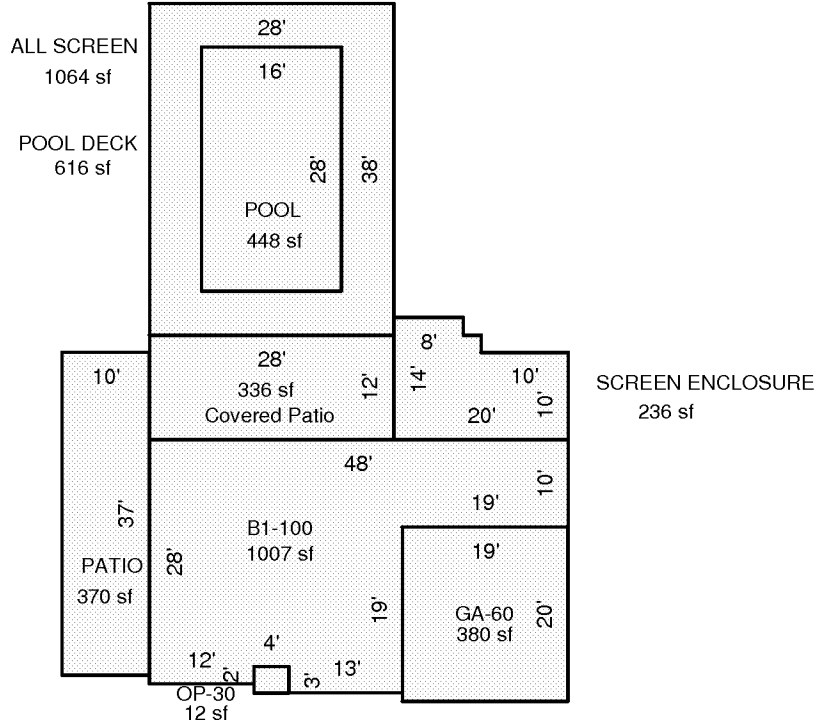 28'
ALL SCREEN
1064 sf
16'
POOL DECK
616 sf
28'
38'
POOL
448 sf
8'
28'
10'
14'
12'
10'
336 sf
Covered Patio
20'
10'
SCREEN ENCLOSURE
236 sf
48'
10'
19'
37'
B1-100
1007 sf
19'
28'
PATIO
370 sf
19'
GA-60
380 sf
20'
4'
12'
2'
3'
13'
OP-30
12 sf